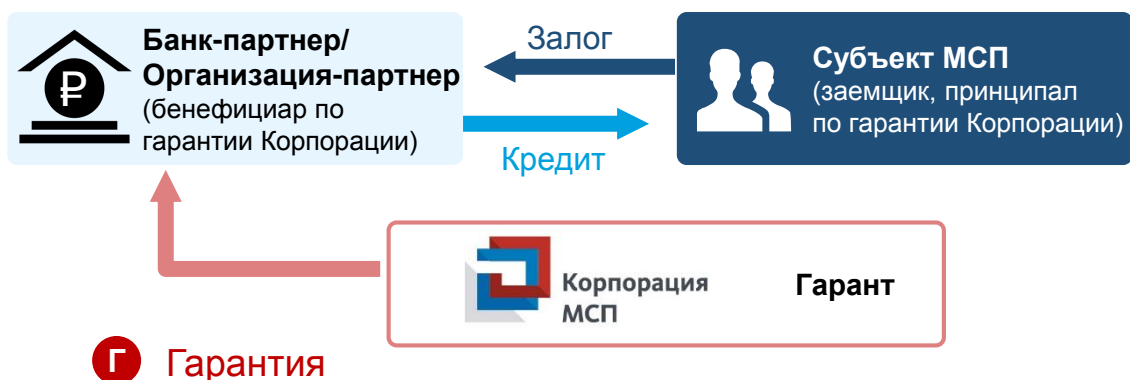 Банк-партнер/
Организация-партнер
(бенефициар по
гарантии Корпорации)
Залог
Кредит
Субъект МСП
(заемщик, принципал
по гарантии Корпорации)
Корпорация
МСП
Гарант
Г Гарантия